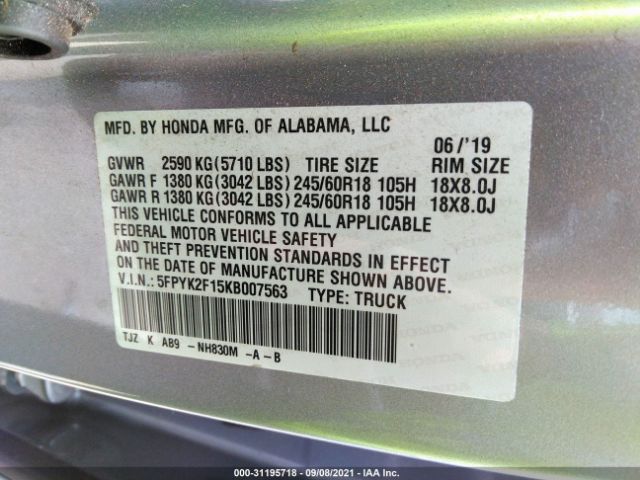 MFD. BY HONDA MFG. OF ALABAMA, LLC 06/'19
GVWR 2590 KG(5710 LBS) TIRE SIZE RIM SIZE
GAWR F 1380 KG(3042 LBS) 245/60R18 105H 18X8.0J
GAWR R 1380 KG(3042 LBS) 245/60R18 105H 18X8.0J
THIS VEHICLE CONFORMS TO ALL APPLICABLE
FEDERAL MOTOR VEHICLE SAFETY
AND THEFT PREVENTION STANDARDS IN EFFECT
ON THE DATE OF MANUFACTURE SHOWN ABOVE.
V.I.N.: 5FPYK2F15KB007563 TYPE: TRUCK
TJZ K AB9 -NH830M -A-B
000-31195718 - 09/08/2021 - IAA Inc.